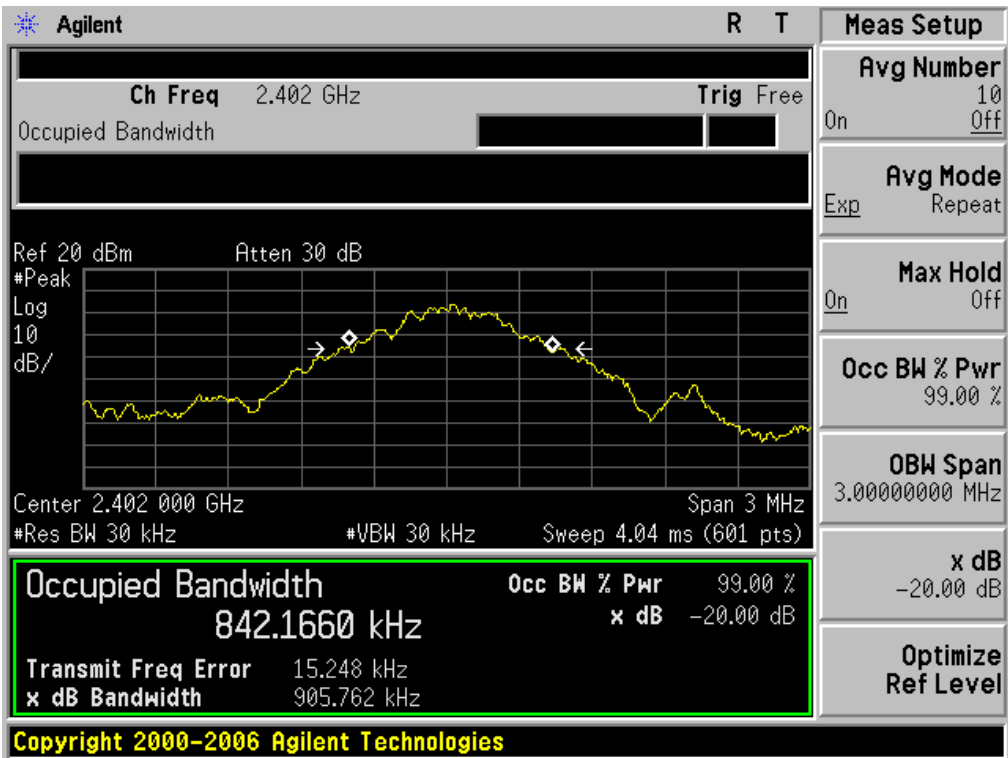 Agilent R T
Ch Freq 2.402 GHz Trig Free
Occupied Bandwidth
Ref 20 dBm Atten 30 dB
#Peak
Log
10
dB/
Center 2.402 000 GHz Span 3 MHz
#Res BW 30 kHz #VBW 30 kHz Sweep 4.04 ms (601 pts)
Occupied Bandwidth Occ BW % Pwr 99.00 %
842.1660 kHz x dB -20.00 dB
Transmit Freq Error 15.248 kHz
x dB Bandwidth 905.762 kHz
Copyright 2000-2006 Agilent Technologies
Meas Setup
Avg Number
10
On Off
Avg Mode
Exp Repeat
Max Hold
On Off
Occ BW % Pwr
99.00 %
OBW Span
3.00000000 MHz
x dB
-20.00 dB
Optimize
Ref Level